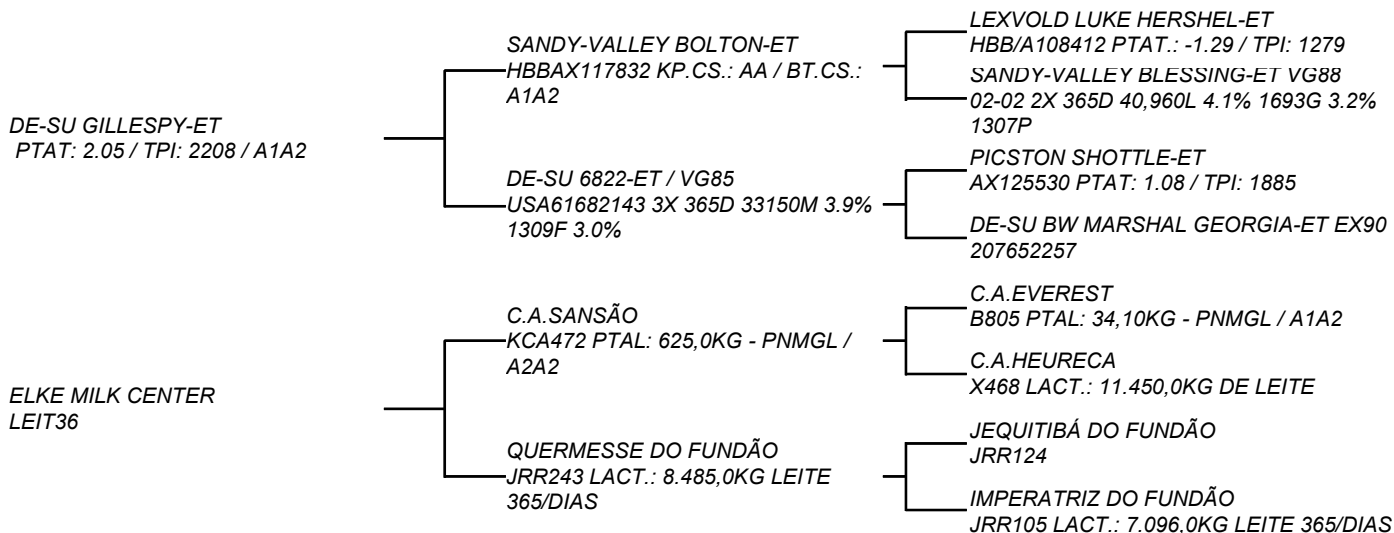 DE-SU GILLESPY-ET
PTAT: 2.05 / TPI: 2208 / A1A2
ELKE MILK CENTER
LEIT36
SANDY-VALLEY BOLTON-ET
HBBAX117832 KP.CS.: AA / BT.CS.:
A1A2
DE-SU 6822-ET / VG85
USA61682143 3X 365D 33150M 3.9%
1309F 3.0%
C.A.SANSÃO
KCA472 PTAL: 625,0KG - PNMGL /
A2A2
QUERMESSE DO FUNDÃO
JRR243 LACT.: 8.485,0KG LEITE
365/DIAS
LEXVOLD LUKE HERSHEL-ET
HBB/A108412 PTAT.: -1.29 / TPI: 1279
SANDY-VALLEY BLESSING-ET VG88
02-02 2X 365D 40,960L 4.1% 1693G 3.2%
1307P
PICSTON SHOTTLE-ET
AX125530 PTAT: 1.08 / TPI: 1885
DE-SU BW MARSHAL GEORGIA-ET EX90
207652257
C.A.EVEREST
B805 PTAL: 34,10KG - PNMGL / A1A2
C.A.HEURECA
X468 LACT.: 11.450,0KG DE LEITE
JEQUITIBÁ DO FUNDÃO
JRR124
IMPERATRIZ DO FUNDÃO
JRR105 LACT.: 7.096,0KG LEITE 365/DIAS